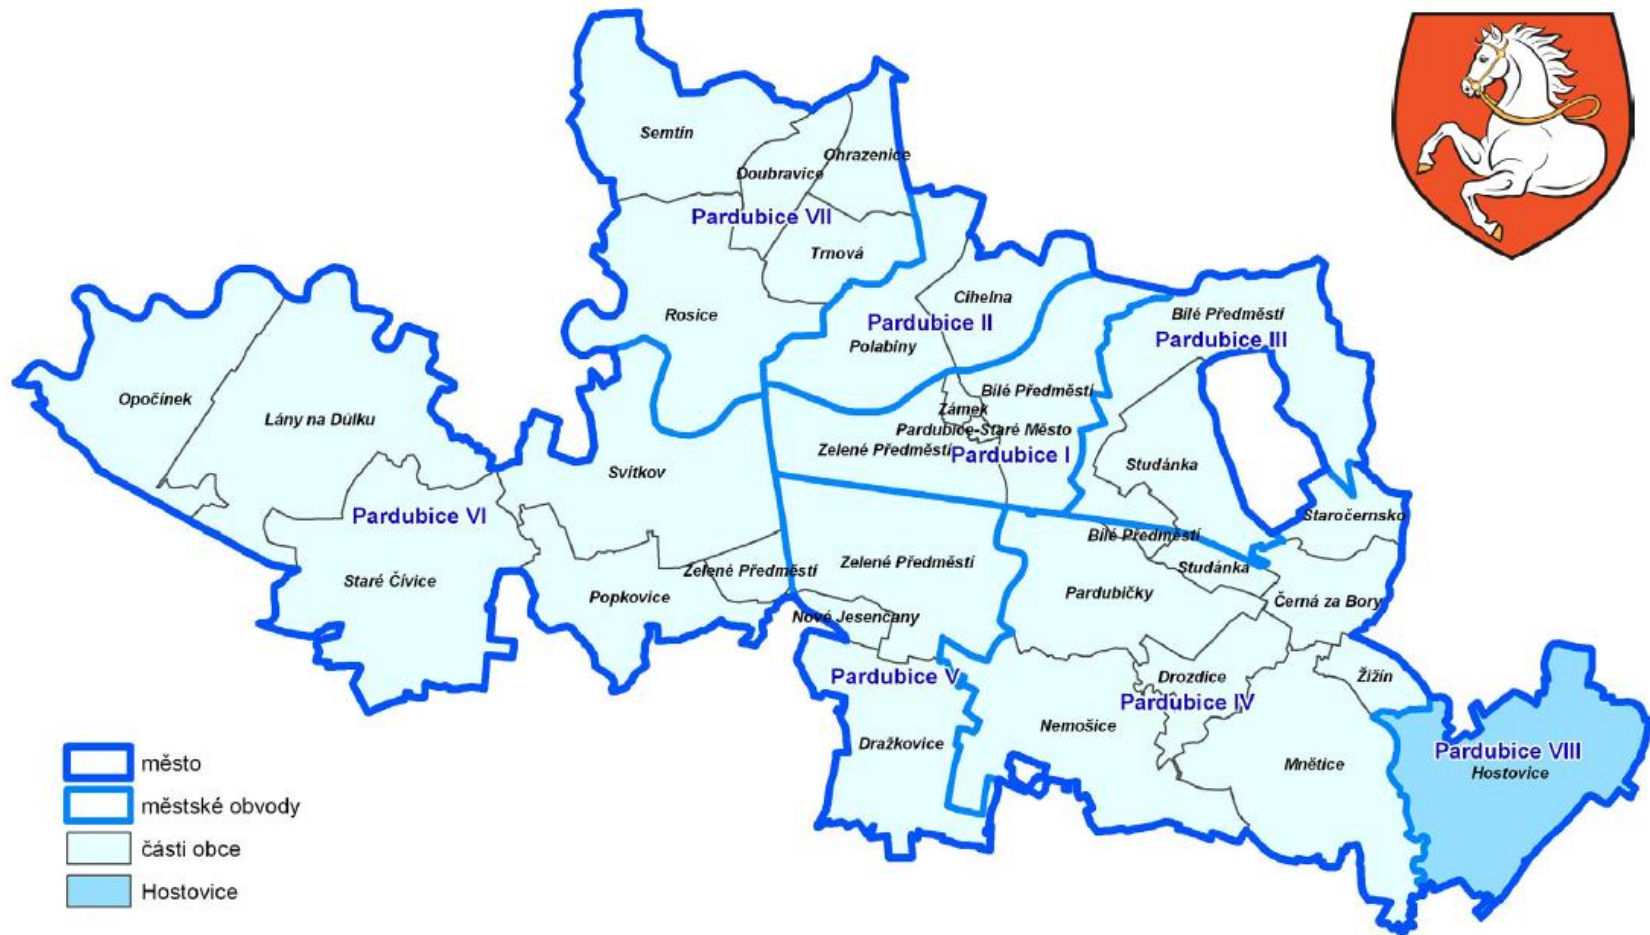 Semtín
Ohrazenice
Doubravice
Pardubice VII
Trnová
Cihelna
Rosice
Bílé Předměstí
Pardubice II
Pardubice III
Polabiny
Opočínek
Lány na Důlku
Bílé Předměstí
Zámek
Pardubice-Staré Město
Zelené Předměstí
Pardubice I
Svítkov
Studánka
Pardubice VI
Staročernsko
Bílé Předměstí
Zelené Předměstí
Zelené Předměstí
Studánka
Staré Čívice
Popkovice
Pardubičky
Černá za Bory
Nové Jesenčany
Pardubice V
Drozdice
Žižín
Pardubice IV
Nemošice
Dražkovice
Mnětice
Pardubice VIII
Hostovice
město
městské obvody
části obce
Hostovice